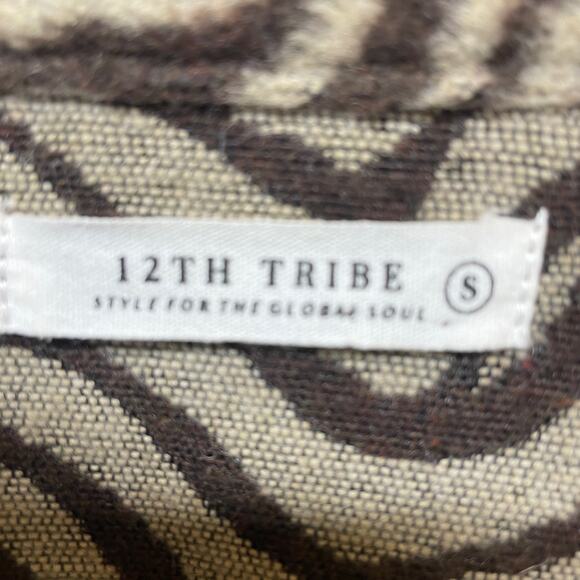 12TH TRIBE S
STYLE FOR THE GLOBAL SOUL